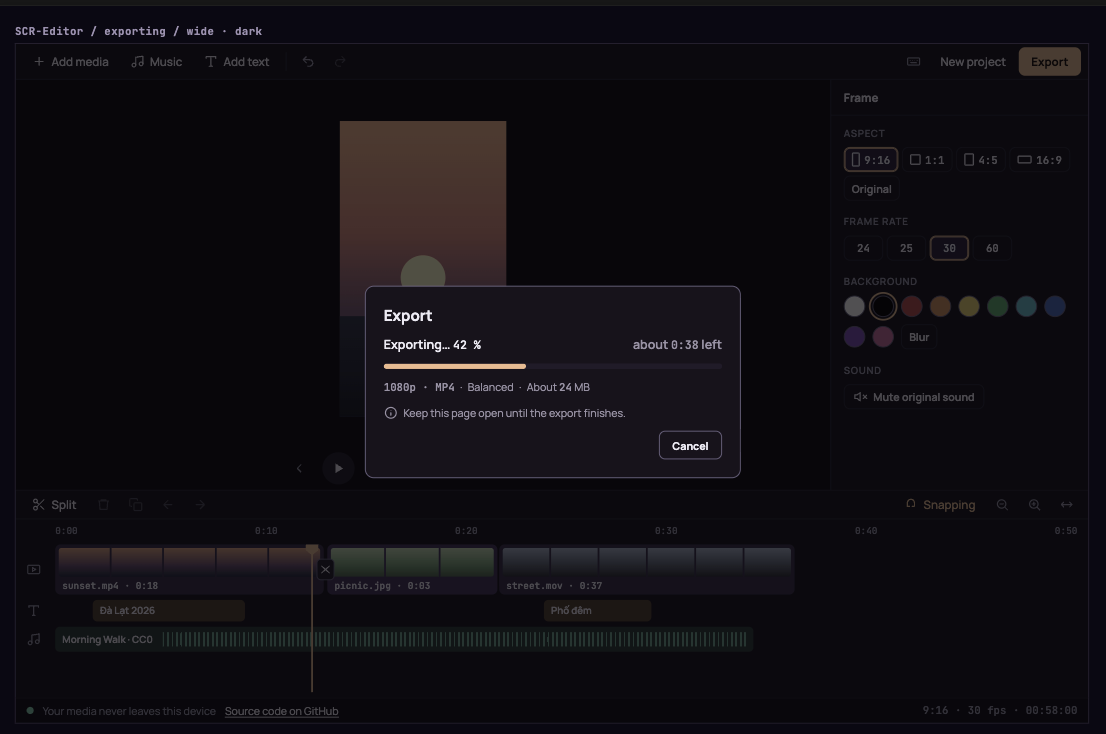 SCR-Editor / exporting / wide · dark
Add media Music Add text New project Export
Frame
ASPECT
9:16 1:1 4:5 16:9
Original
FRAME RATE
24 25 30 60
BACKGROUND
Blur
SOUND
Mute original sound
Export
Exporting… 42 % about 0:38 left
1080p · MP4 · Balanced · About 24 MB
Keep this page open until the export finishes.
Cancel
Split Snapping
0:00 0:10 0:20 0:30 0:40 0:50
sunset.mp4 · 0:18 picnic.jpg · 0:03 street.mov · 0:37
Đà Lạt 2026 Phố đêm
Morning Walk · CC0
Your media never leaves this device Source code on GitHub 9:16 · 30 fps · 00:58:00